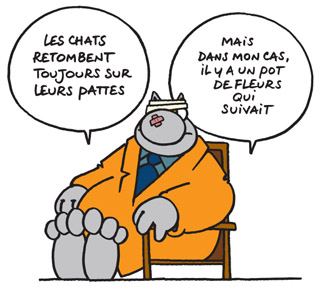 LES CHATS
RETOMBENT
TOUJOURS SUR
LEURS PATTES
MAIS
DANS MON CAS,
IL Y A UN POT
DE FLEURS
QUI
SUIVAIT